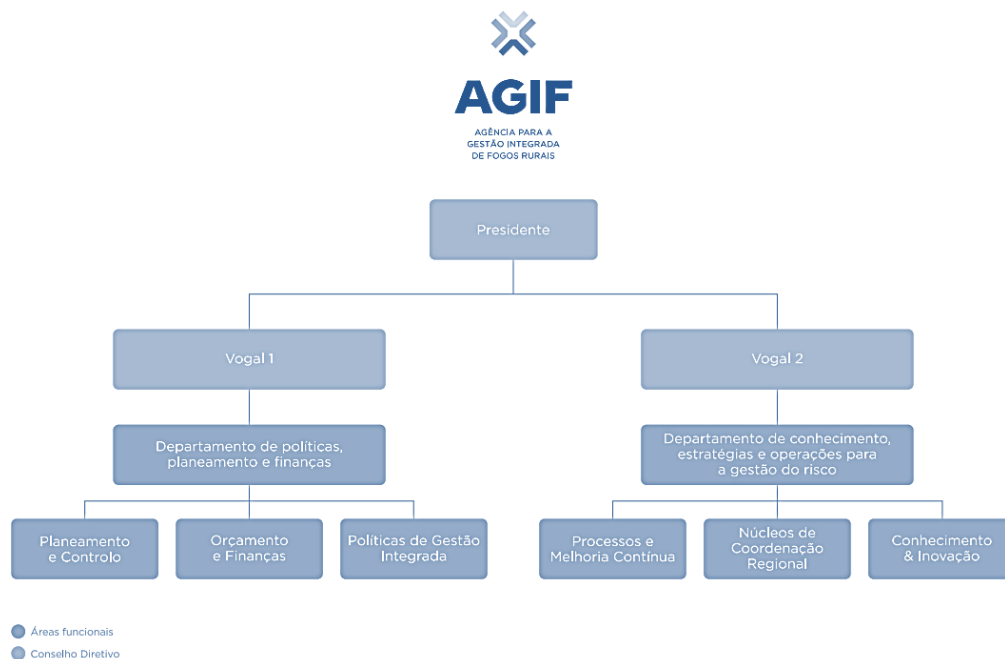 AGIF
AGÊNCIA PARA A
GESTÃO INTEGRADA
DE FOGOS RURAIS
Presidente
Vogal 1
Vogal 2
Departamento de políticas,
planeamento e finanças
Departamento de conhecimento,
estratégias e operações para
a gestão do risco
Planeamento
e Controlo
Orçamento
e Finanças
Políticas de Gestão
Integrada
Processos e
Melhoria Contínua
Núcleos de
Coordenação
Regional
Conhecimento
& Inovação
Áreas funcionais
Conselho Diretivo